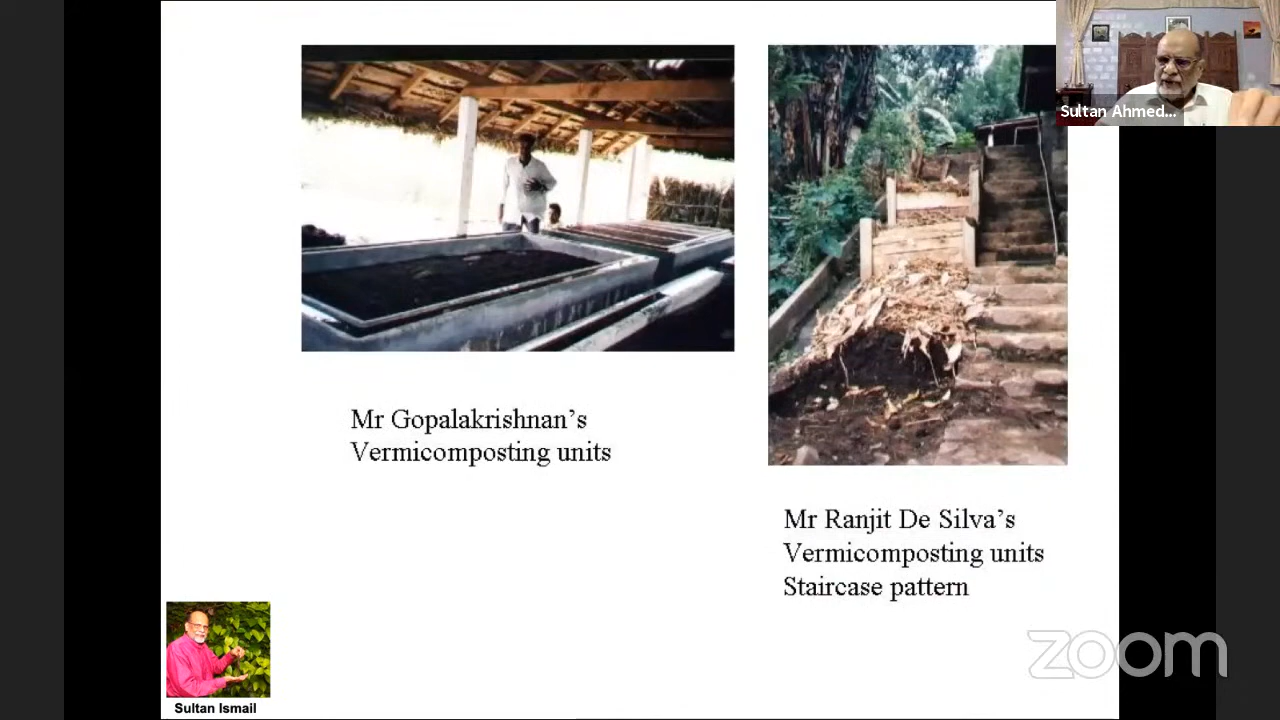 Sultan Ahmed...
Mr Gopalakrishnan's
Vermicomposting units
Mr Ranjit De Silva's
Vermicomposting units
Staircase pattern
Sultan Ismail
zoom